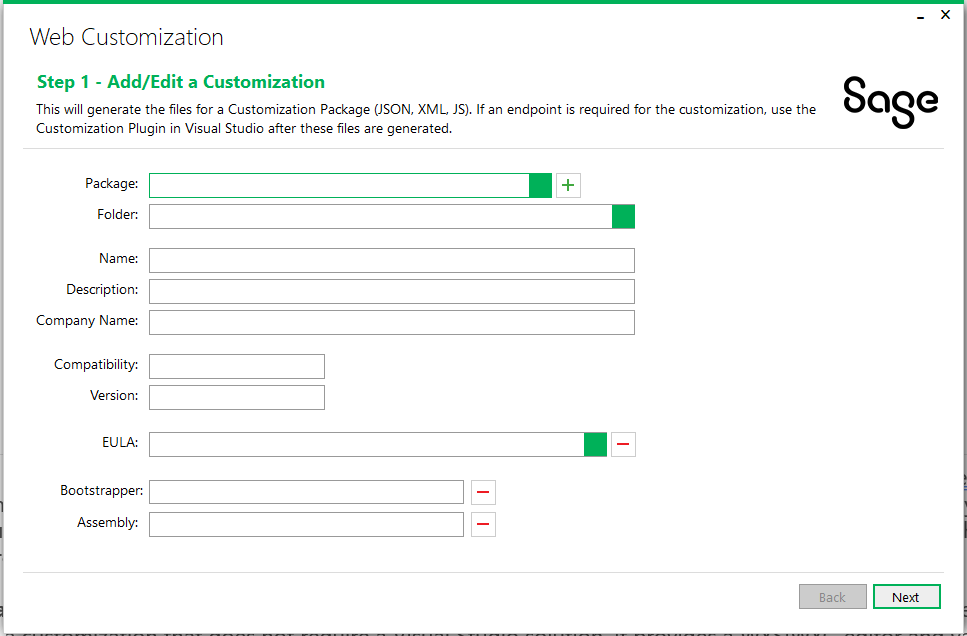 Web Customization
Step 1 - Add/Edit a Customization
This will generate the files for a Customization Package (JSON, XML, JS). If an endpoint is required for the customization, use the
Customization Plugin in Visual Studio after these files are generated.
Sage
Package:
Folder:
Name:
Description:
Company Name:
Compatibility:
Version:
EULA:
Bootstrapper:
Assembly:
Back
Next